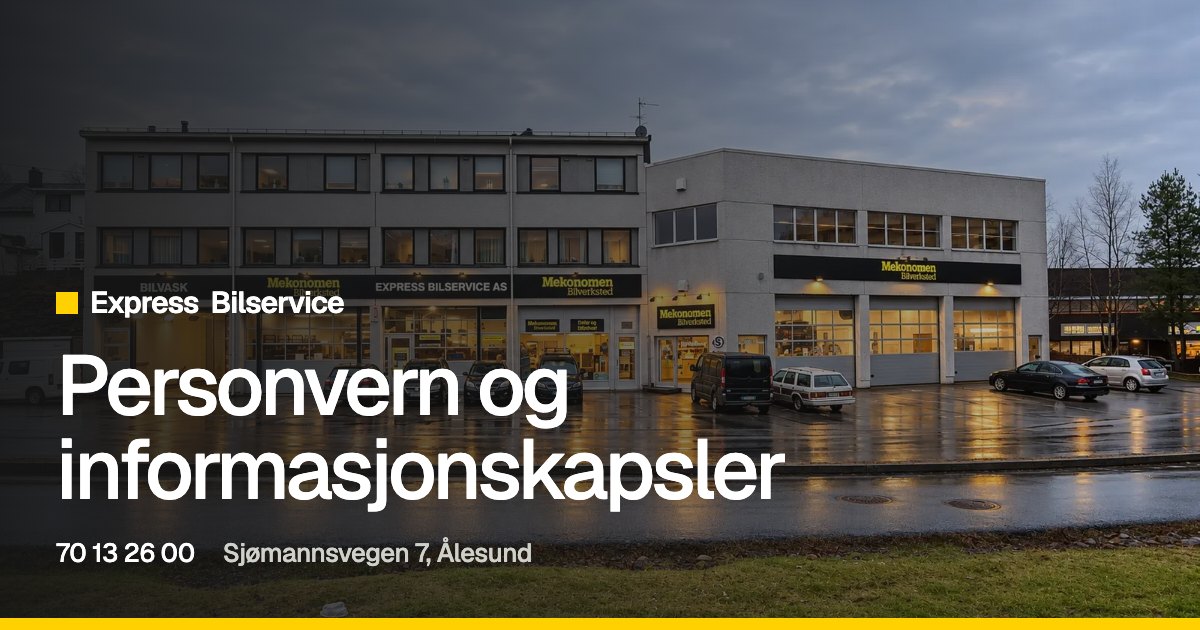 BILVASK
Mekonomen
Bilverksted
EXPRESS BILSERVICE AS
Mekonomen
Bilverksted
Mekonomen
Bilverksted
Mekonomen
Bilverksted
Express Bilservice
Personvern og
informasjonskapsler
70 13 26 00 Sjømannsvegen 7, Ålesund